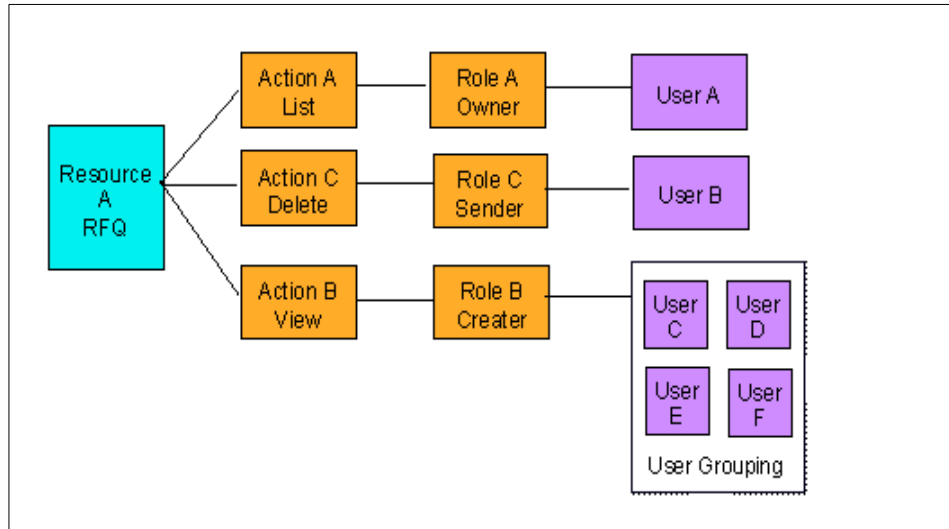 Resource
A
RFQ
Action A
List
Role A
Owner
User A
Action C
Delete
Role C
Sender
User B
Action B
View
Role B
Creater
User
C
User
D
User
E
User
F
User Grouping